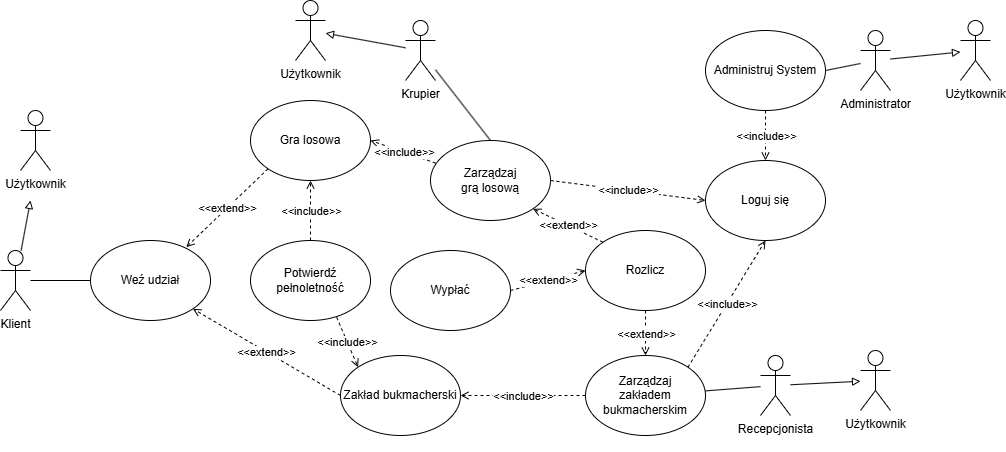 Użytkownik
Krupier
Administruj System
Administrator
Użytkownik
<<include>>
Gra losowa
<<include>>
Zarządzaj
grą losową
Użytkownik
<<include>>
Loguj się
<<extend>>
<<include>>
<<extend>>
Weź udział
Potwierdź
pełnoletność
Wypłać
<<extend>>
Rozlicz
Klient
<<include>>
<<extend>>
<<include>>
<<extend>>
Zakład bukmacherski
<<include>>
Zarządzaj
zakładem
bukmacherskim
Recepcjonista
Użytkownik